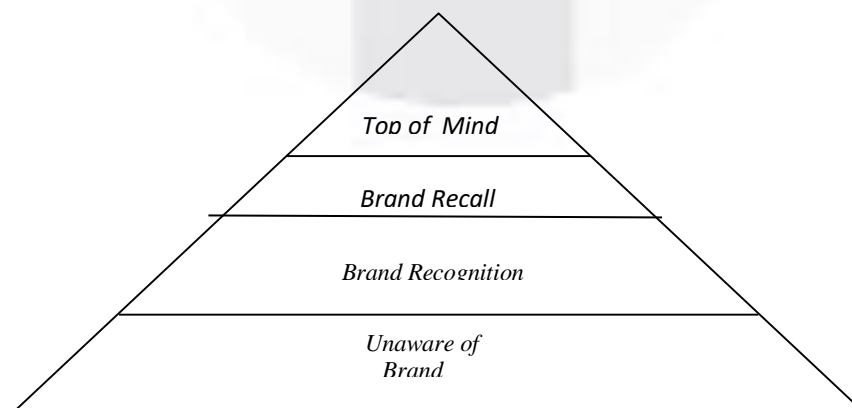 Top of Mind
Brand Recall
Brand Recognition
Unaware of
Brand